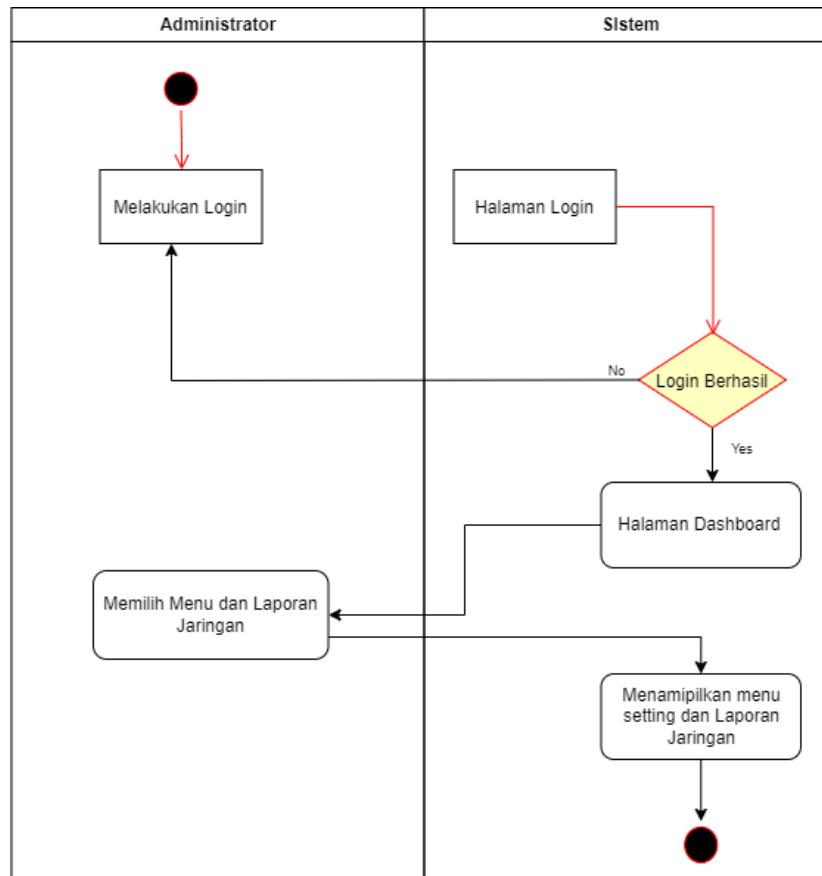 Administrator
SIstem
Melakukan Login
Halaman Login
No
Login Berhasil
Yes
Halaman Dashboard
Memilih Menu dan Laporan
Jaringan
Menamipilkan menu
setting dan Laporan
Jaringan